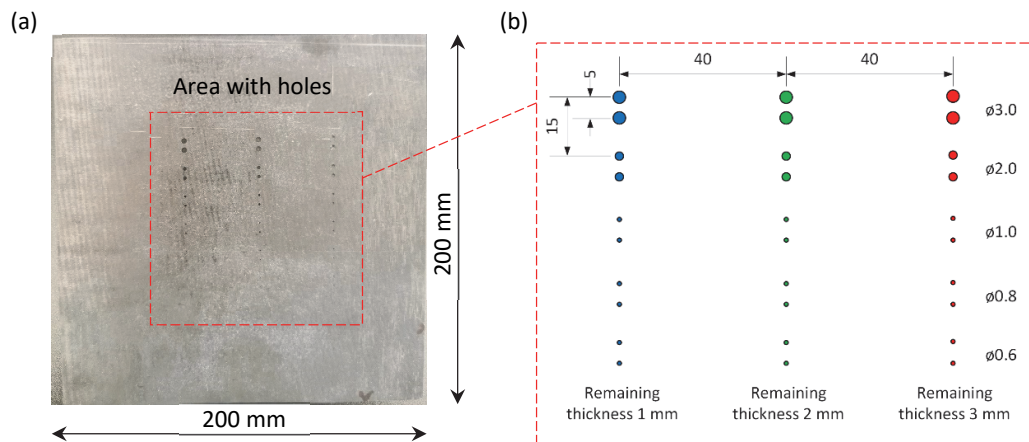 (a)
Area with holes
200 mm
200 mm
(b)
40
40
5
15
ø3.0
ø2.0
ø1.0
ø0.8
ø0.6
Remaining
thickness 1 mm
Remaining
thickness 2 mm
Remaining
thickness 3 mm